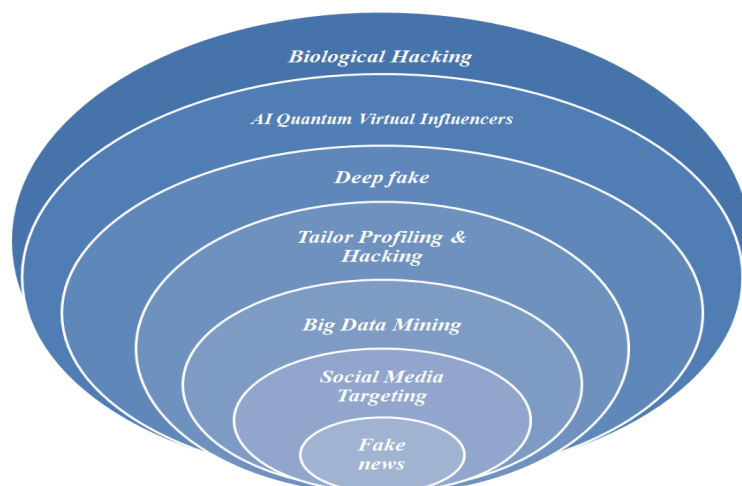 Biological Hacking
AI Quantum Virtual Influencers
Deep fake
Tailor Profiling &
Hacking
Big Data Mining
Social Media
Targeting
Fake
news